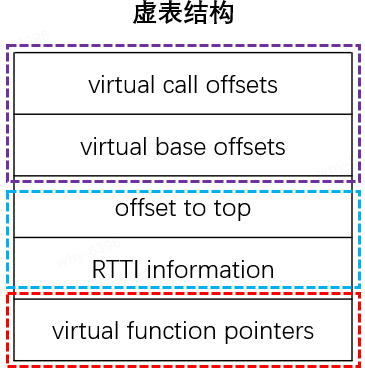 虚表结构
virtual call offsets
virtual base offsets
offset to top
RTTI information
virtual function pointers